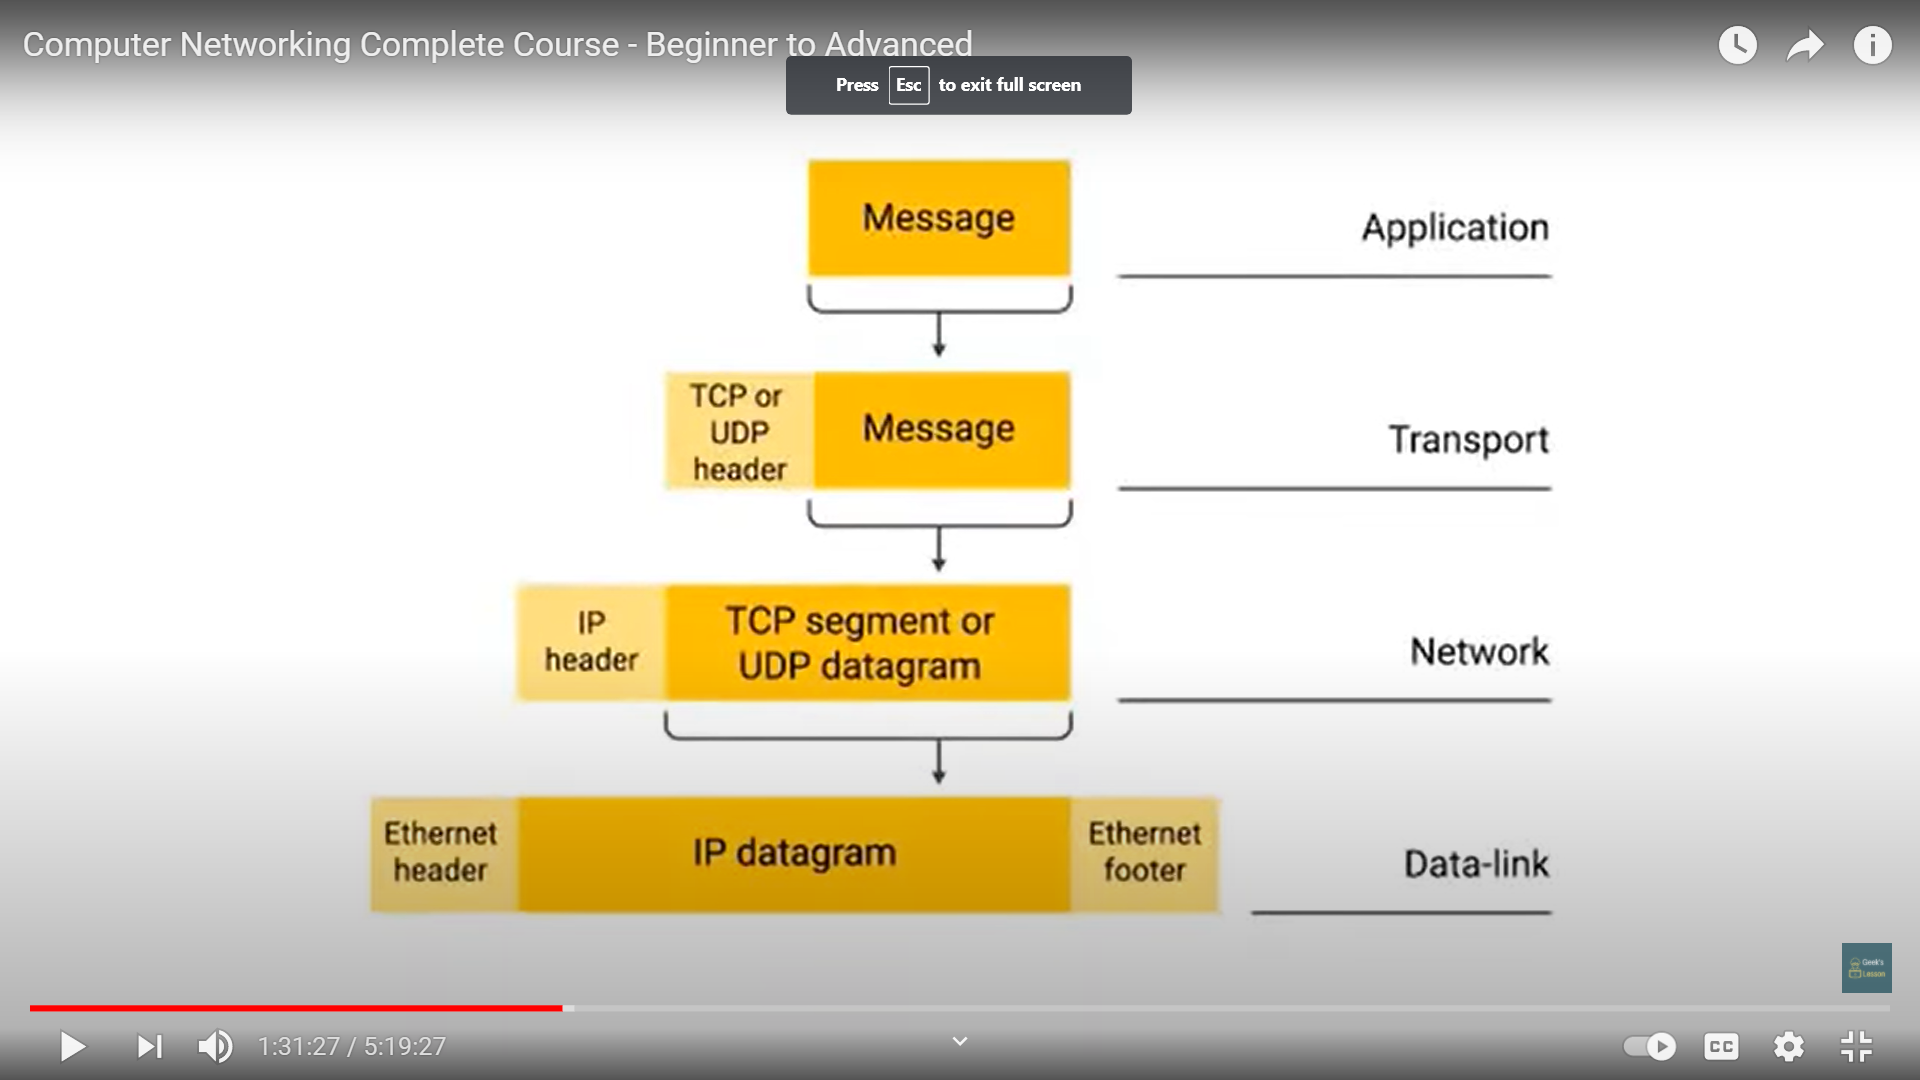 Computer Networking Complete Course - Beginner to Advanced
Press Esc to exit full screen
Message
Application
TCP or
UDP
header
Message
Transport
IP
header
TCP segment or
UDP datagram
Network
Ethernet
header
IP datagram
Ethernet
footer
Data-link
Geek's
Lesson
1:31:27 / 5:19:27
CC